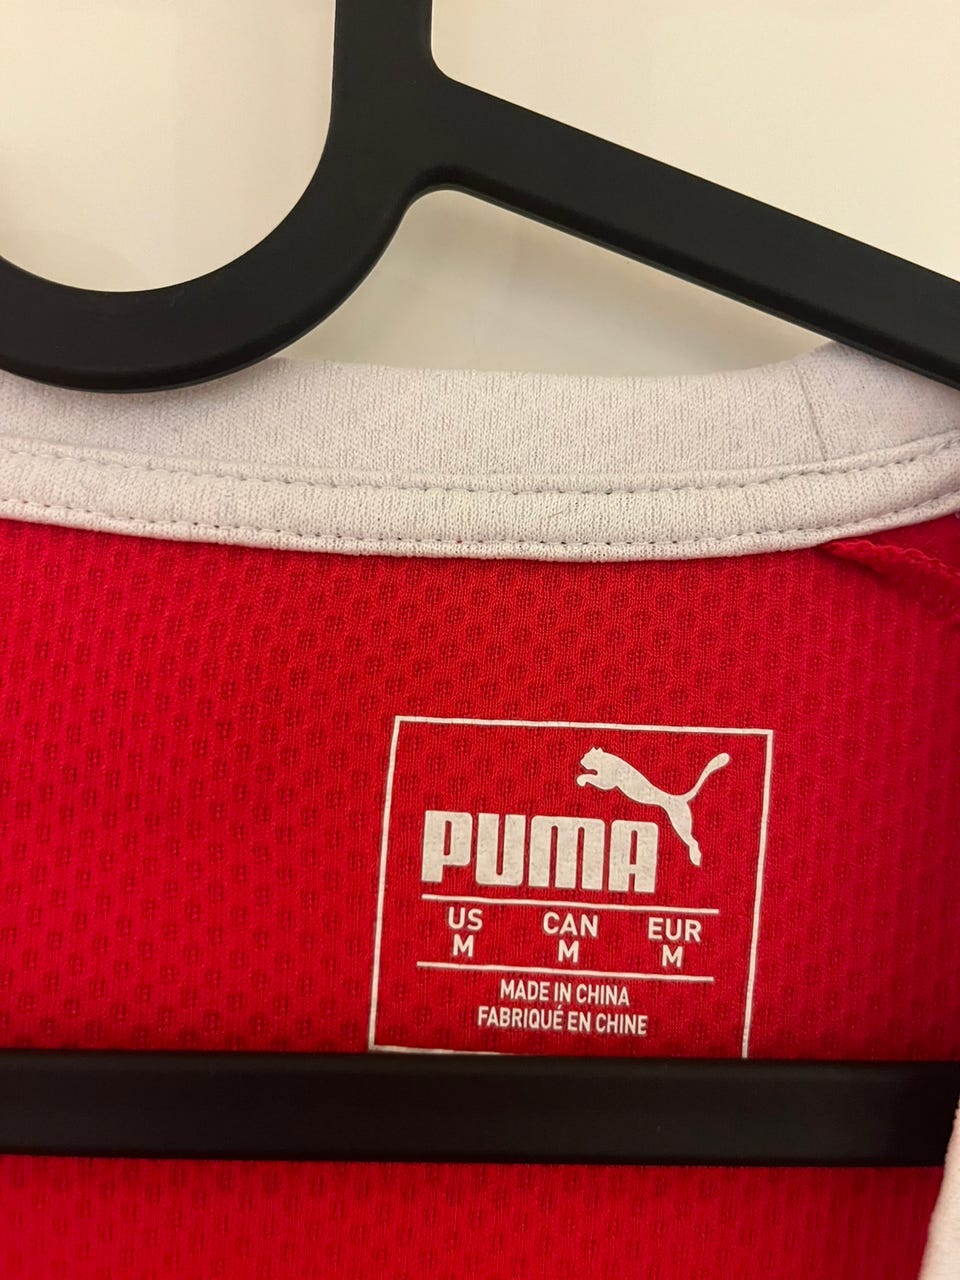 PUMA
US CAN EUR
M M M
MADE IN CHINA
FABRIQUÉ EN CHINE